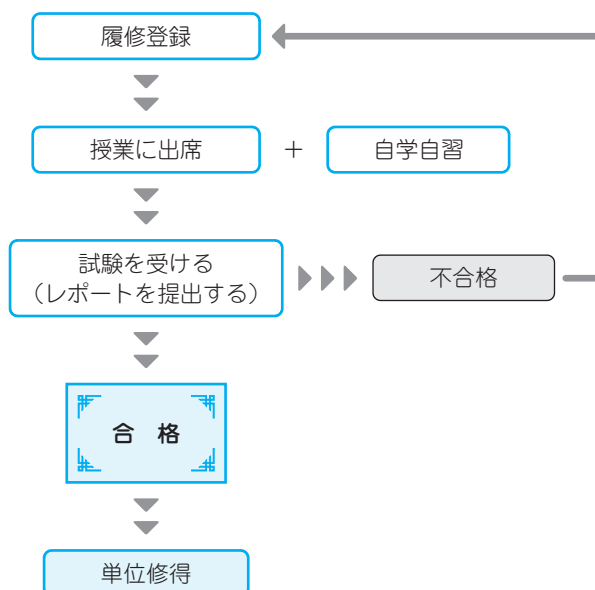 履修登録
授業に出席 + 自学自習
試験を受ける
（レポートを提出する）
不合格
合 格
単位修得